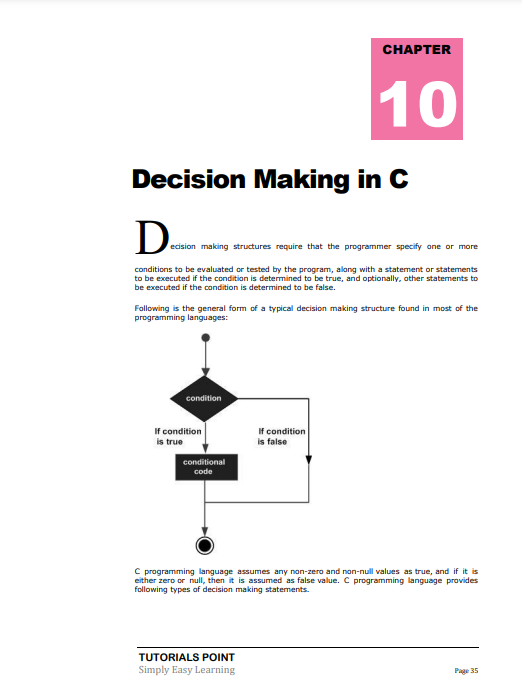 CHAPTER
10
Decision Making in C
Decision making structures require that the programmer specify one or more
conditions to be evaluated or tested by the program, along with a statement or statements
to be executed if the condition is determined to be true, and optionally, other statements to
be executed if the condition is determined to be false.
Following is the general form of a typical decision making structure found in most of the
programming languages:
condition
If condition
is true
If condition
is false
conditional
code
C programming language assumes any non-zero and non-null values as true, and if it is
either zero or null, then it is assumed as false value. C programming language provides
following types of decision making statements.
TUTORIALS POINT
Simply Easy Learning
Page 35